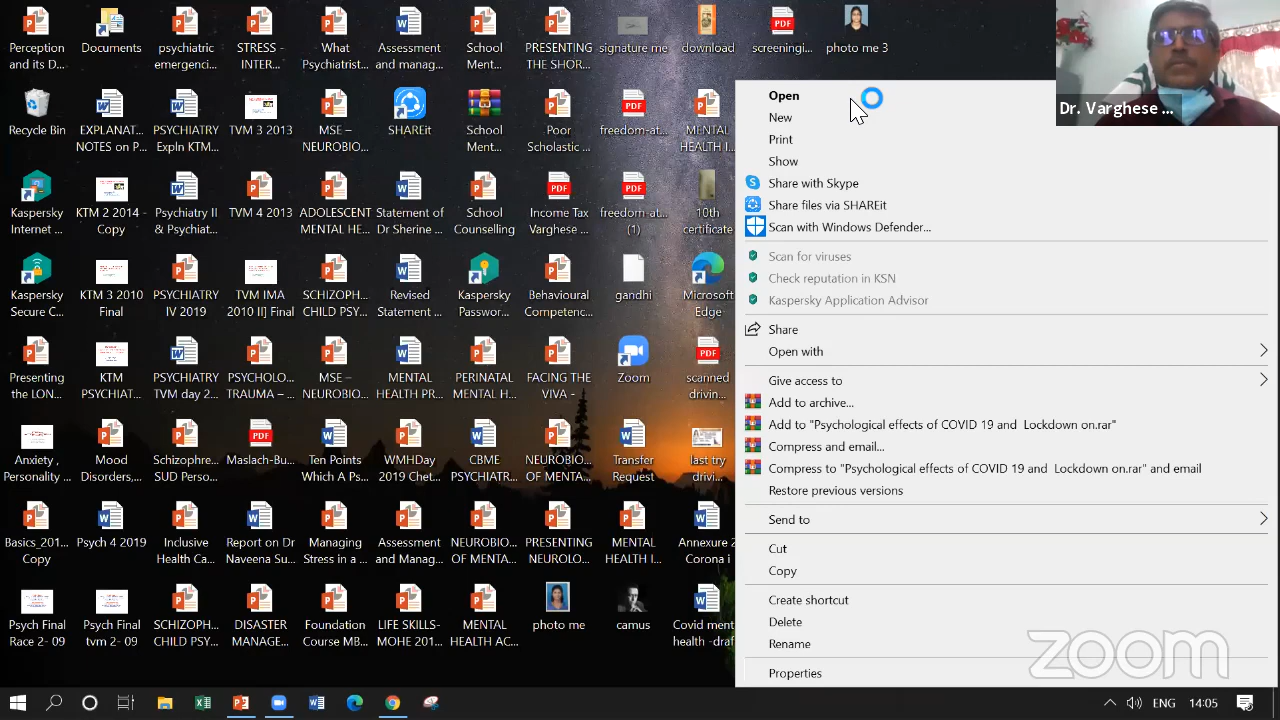 Perception
and its D...
Documents
psychiatric
emergenci...
STRESS -
INTER...
What
Psychiatrist...
Assessment
and manag...
School
Ment...
PRESENTING
THE SHOR...
signature me
download
screeningi...
photo me 3
Recycle Bin
EXPLANAT...
NOTES on P...
PSYCHIATRY
Expln KTM...
TVM 3 2013
MSE –
NEUROBIO...
SHAREit
School
Ment...
Poor
Scholastic ...
freedom-at...
MENTAL
HEALTH I...
Kaspersky
Internet ...
KTM 2 2014 -
Copy
Psychiatry II
& Psychiat...
TVM 4 2013
ADOLESCENT
MENTAL HE...
Statement of
Dr Sherine ...
School
Counselling
Income Tax
Varghese ...
freedom-at...
(1)
10th
certificate
Kaspersky
Secure C...
KTM 3 2010
Final
PSYCHIATRY
IV 2019
TVM IMA
2010 II] Final
SCHIZOPH...
CHILD PSY...
Revised
Statement ...
Kaspersky
Passwor...
Behavioural
Competenc...
gandhi
Microsoft
Edge
Presenting
the LON...
KTM
PSYCHIAT...
PSYCHIATRY
TVM day 2...
PSYCHOLO...
TRAUMA – ...
MSE –
NEUROBIO...
MENTAL
HEALTH PR...
PERINATAL
MENTAL H...
FACING THE
VIVA -
Zoom
scanned
drivin...
Anxiety ,
Personality ...
Mood
Disorders,...
Schizophre...
SUD Perso...
Maslach-Bu...
Ten Points
Which A Ps...
WMHDay
2019 Chet...
CBME
PSYCHIATR...
NEUROBIO...
OF MENTA...
Transfer
Request
last try
drivi...
Basics_201...
Copy
Psych 4 2019
Inclusive
Health Ca...
Report on Dr
Naveena Su...
Managing
Stress in a ...
Assessment
and Manag...
NEUROBIO...
OF MENTA...
PRESENTING
NEUROLO...
MENTAL
HEALTH I...
Annexure 2
Corona i
Psych Final
Race 2- 09
Psych Final
tvm 2- 09
SCHIZOPH...
CHILD PSY...
DISASTER
MANAGE...
Foundation
Course MB...
LIFE SKILLS-
MOHE 201...
MENTAL
HEALTH AC...
photo me
camus
Covid mental
health -draft
Open
New
Print
Show
Share with Skype
Share files via SHAREit
Scan with Windows Defender...
Scan for viruses
Check reputation in KSN
Kaspersky Application Advisor
Share
Open with
Give access to
Add to archive...
Add to "Psychological effects of COVID 19 and Lockdown on.rar"
Compress and email...
Compress to "Psychological effects of COVID 19 and Lockdown on.rar" and email
Restore previous versions
Send to
Cut
Copy
Create shortcut
Delete
Rename
Properties
Dr. Varghese ...
zoom
ENG
14:05